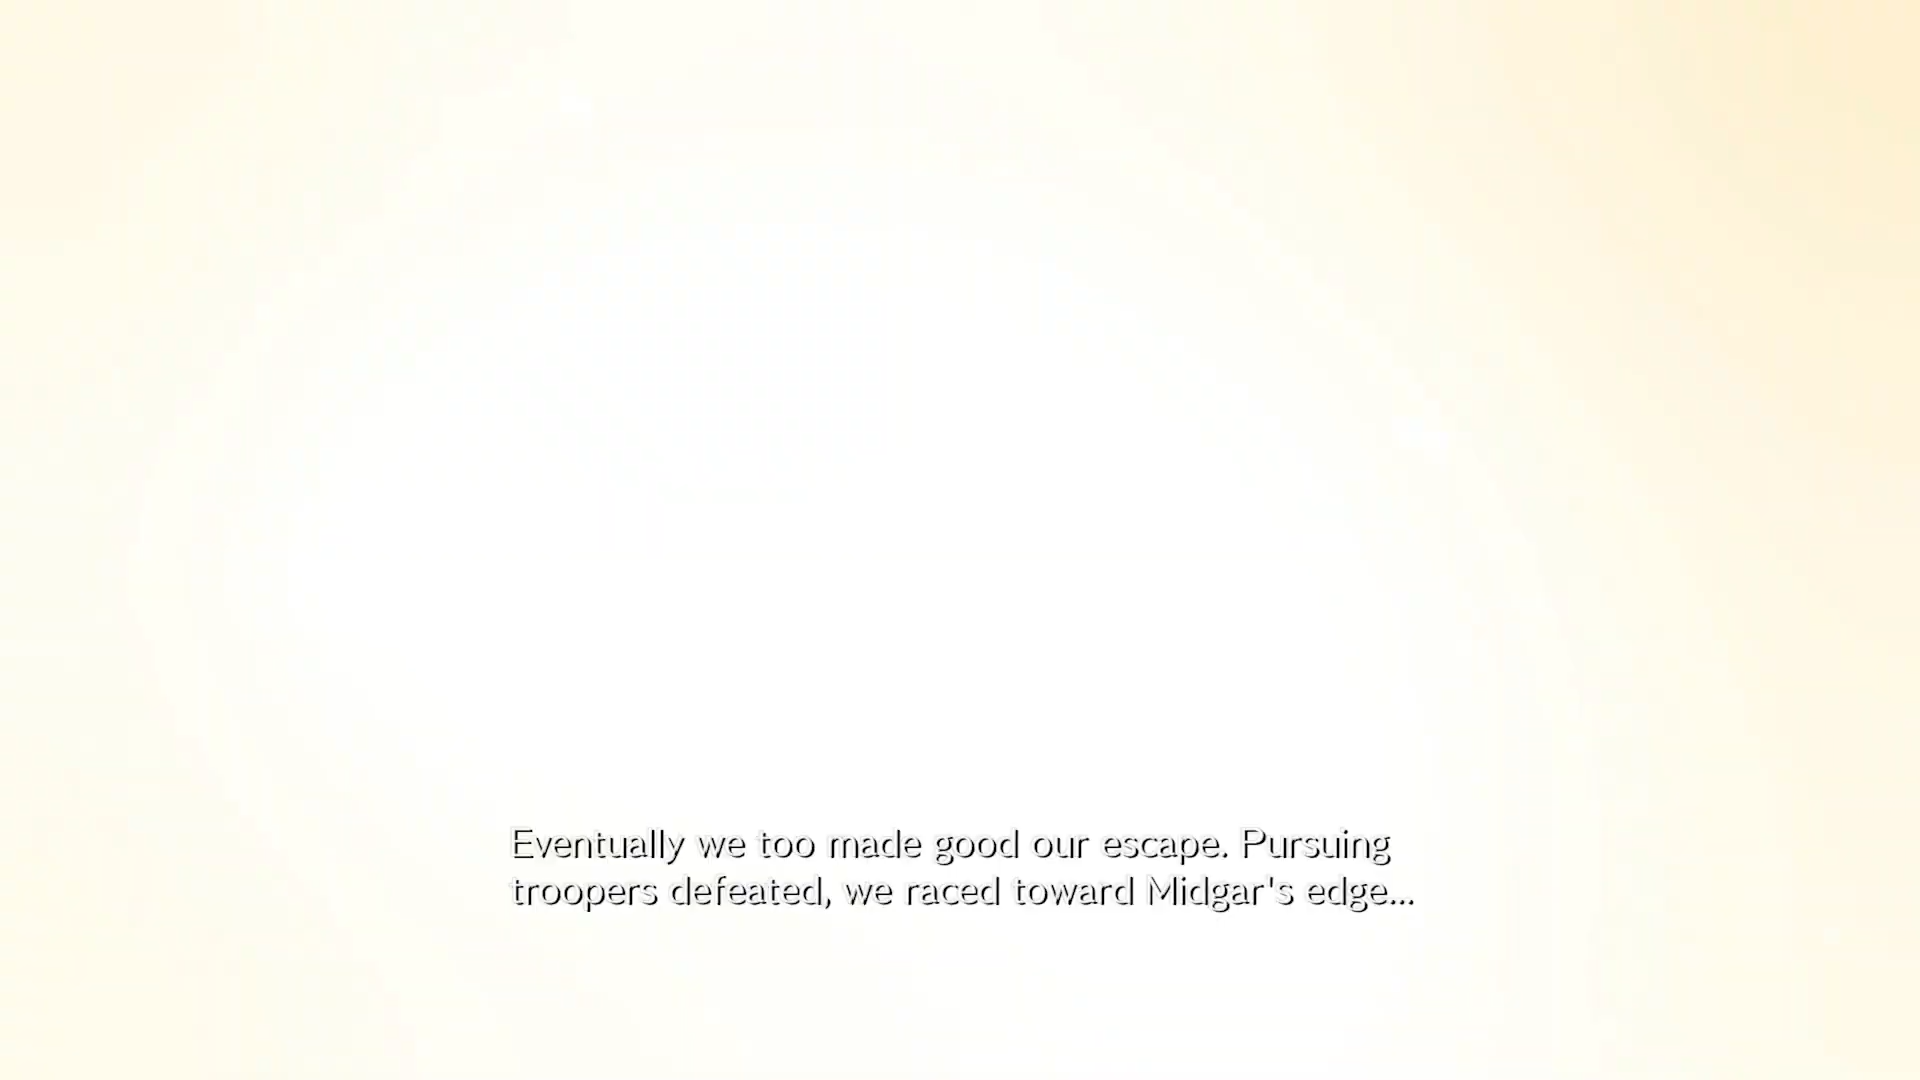 Eventually we too made good our escape. Pursuing
troopers defeated, we raced toward Midgar's edge...